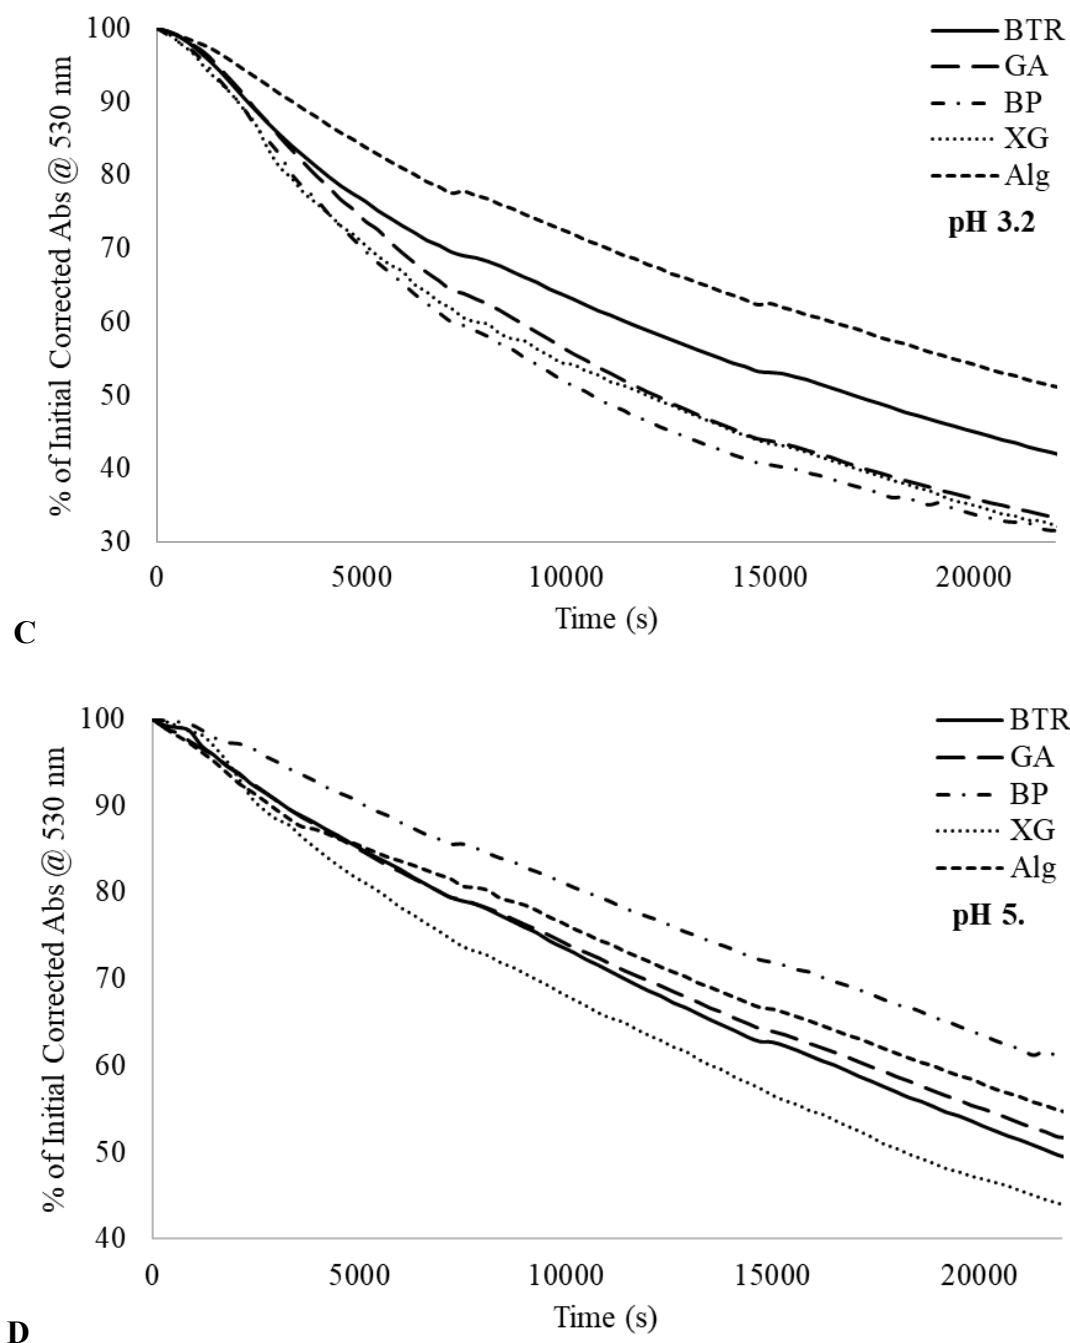 % of Initial Corrected Abs @ 530 nm
100
90
80
70
60
50
40
30
BTR
GA
BP
XG
Alg
pH 3.2
0 5000 10000 15000 20000
Time (s)
C
% of Initial Corrected Abs @ 530 nm
100
90
80
70
60
50
40
BTR
GA
BP
XG
Alg
pH 5.
0 5000 10000 15000 20000
Time (s)
D